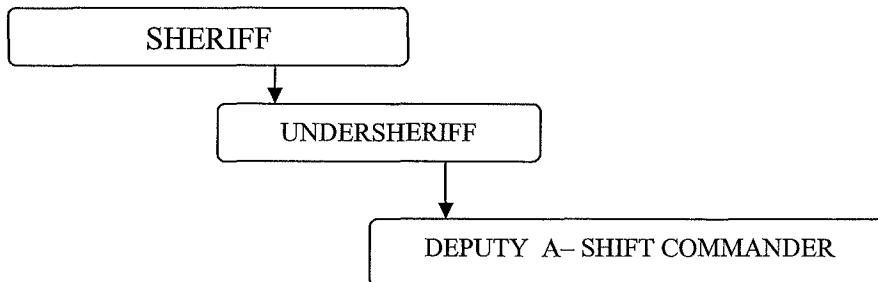 SHERIFF
UNDERSHERIFF
DEPUTY A– SHIFT COMMANDER